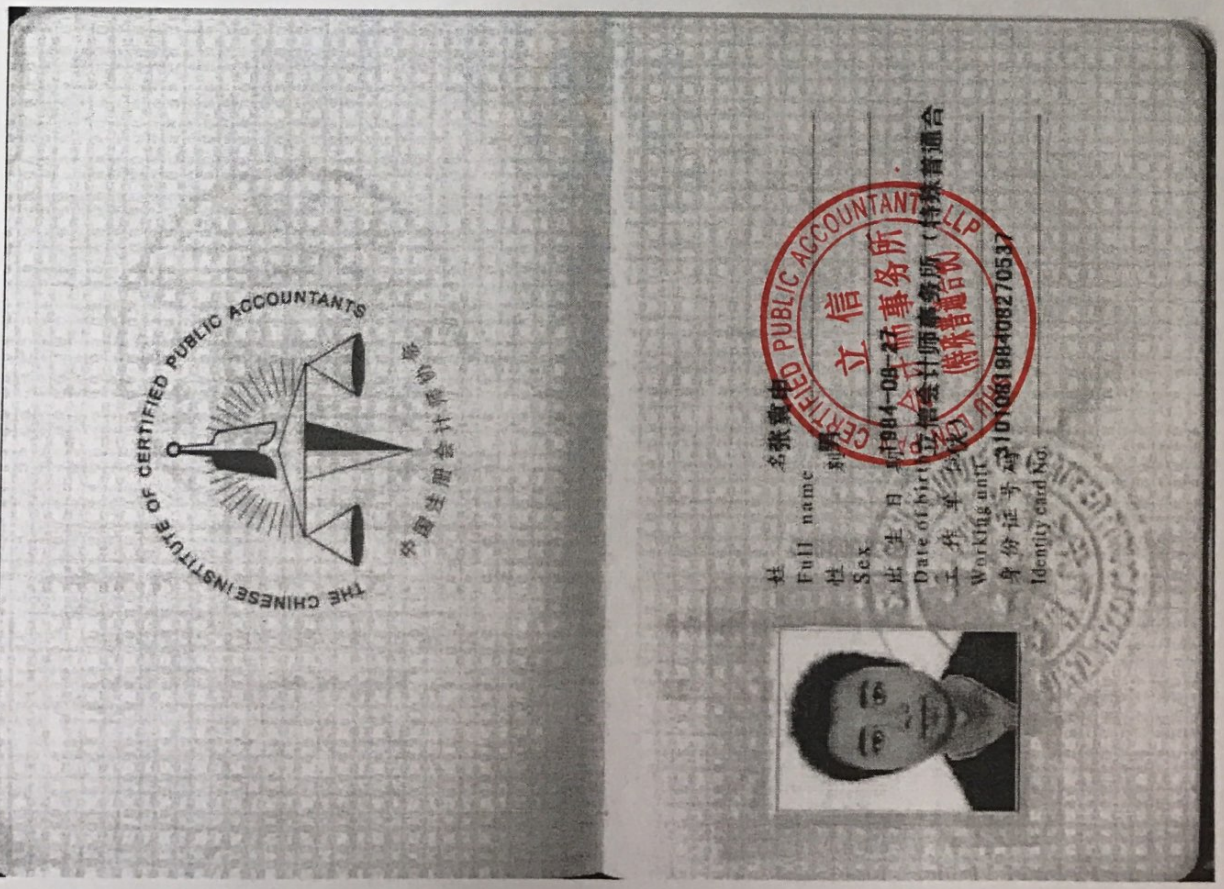 THE CHINESE INSTITUTE OF CERTIFIED PUBLIC ACCOUNTANTS
中国注册会计师协会
姓 名 张
Full name
性 别 男
Sex
出 生 日 期 1984-08-27
Date of birth
工 作 单 位 立信会计师事务所（特殊普通合伙）
Working unit
身 份 证 号 码 310108198408270537
Identity card No.
CERTIFIED PUBLIC ACCOUNTANTS LLP
立信
会计师事务所
(特殊普通合伙)